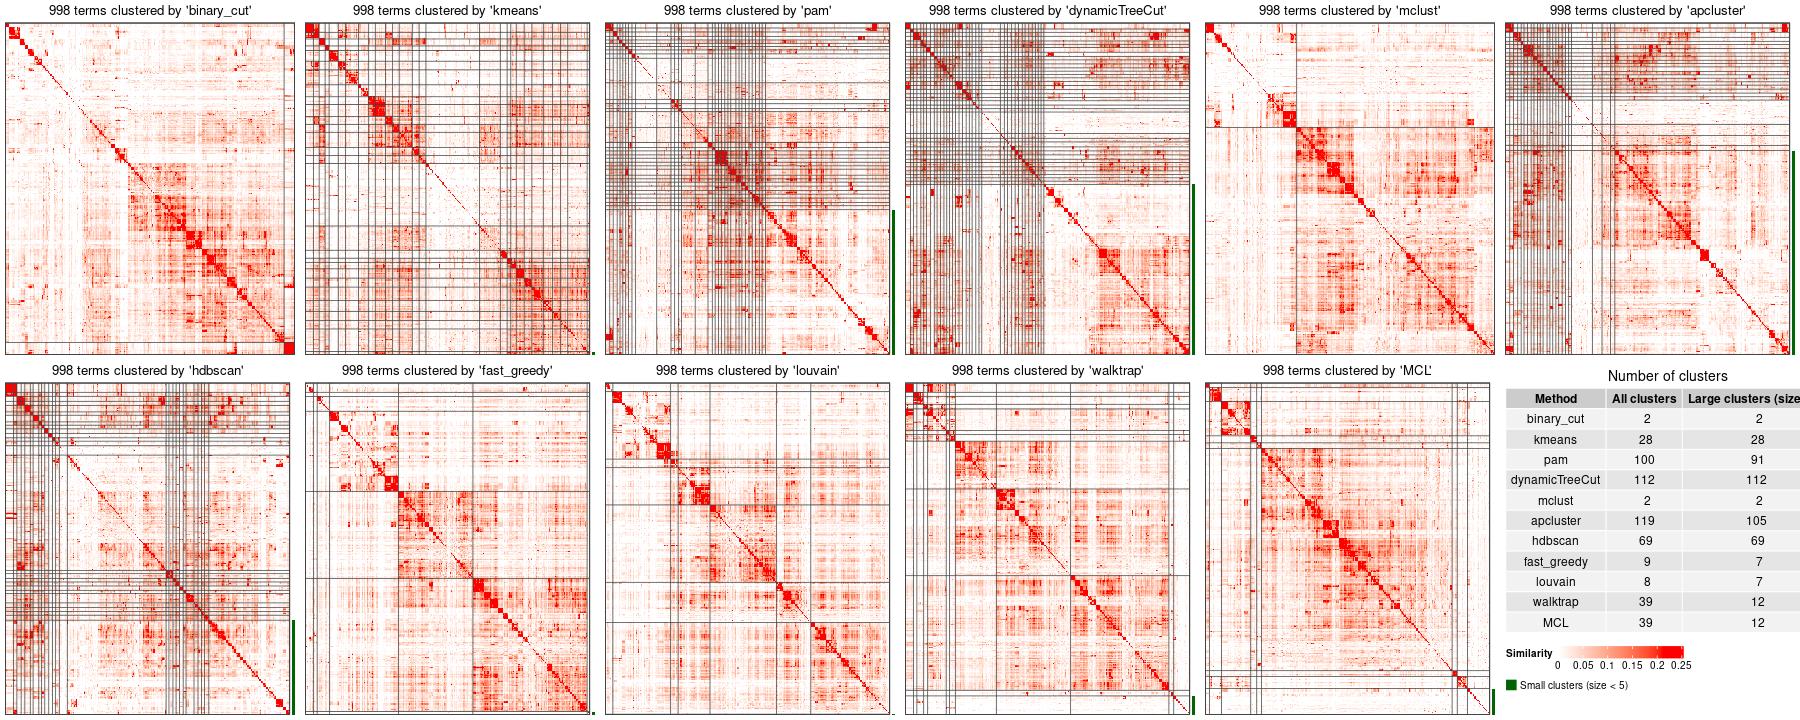 998 terms clustered by 'binary_cut'
998 terms clustered by 'kmeans'
998 terms clustered by 'pam'
998 terms clustered by 'dynamicTreeCut'
998 terms clustered by 'mclust'
998 terms clustered by 'apcluster'
998 terms clustered by 'hdbscan'
998 terms clustered by 'fast_greedy'
998 terms clustered by 'louvain'
998 terms clustered by 'walktrap'
998 terms clustered by 'MCL'
Number of clusters
Method All clusters Large clusters (size
binary_cut 2 2
kmeans 28 28
pam 100 91
dynamicTreeCut 112 112
mclust 2 2
apcluster 119 105
hdbscan 69 69
fast_greedy 9 7
louvain 8 7
walktrap 39 12
MCL 39 12
Similarity
0 0.05 0.1 0.15 0.2 0.25
Small clusters (size < 5)